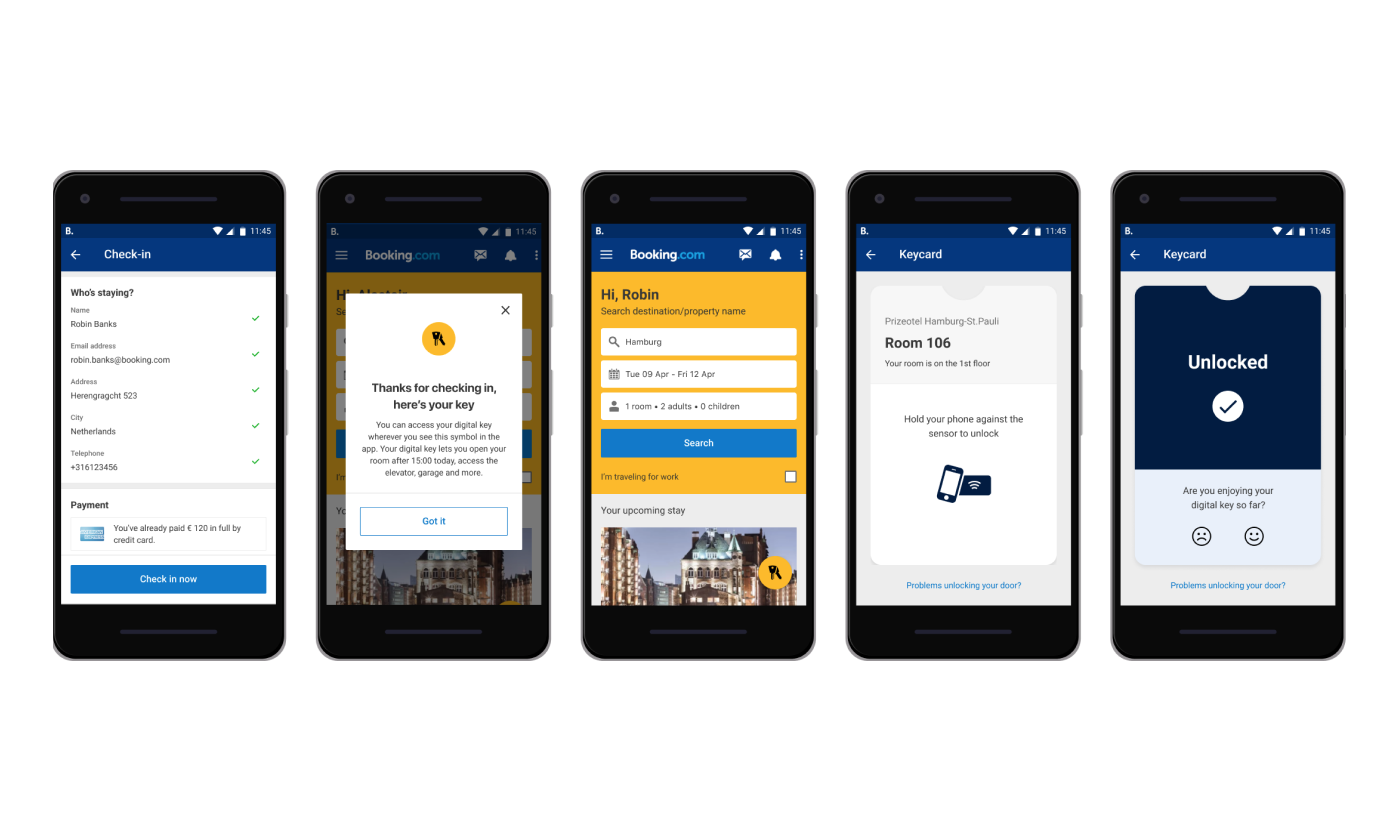 B.
11:45
Check-in
Who's staying?
Name
Robin Banks
Email address
robin.banks@booking.com
Address
Herengragcht 523
City
Netherlands
Telephone
+316123456
Payment
You've already paid € 120 in full by
credit card.
Check in now
B.
11:45
Booking.com
Thanks for checking in,
here's your key
You can access your digital key
wherever you see this symbol in the
app. Your digital key lets you open your
room after 15:00 today, access the
elevator, garage and more.
Got it
B.
11:45
Booking.com
Hi, Robin
Search destination/property name
Hamburg
Tue 09 Apr - Fri 12 Apr
1 room • 2 adults • 0 children
Search
I'm traveling for work
Your upcoming stay
B.
11:45
Keycard
Prizeotel Hamburg-St.Pauli
Room 106
Your room is on the 1st floor
Hold your phone against the
sensor to unlock
Problems unlocking your door?
B.
11:45
Keycard
Unlocked
Are you enjoying your
digital key so far?
Problems unlocking your door?